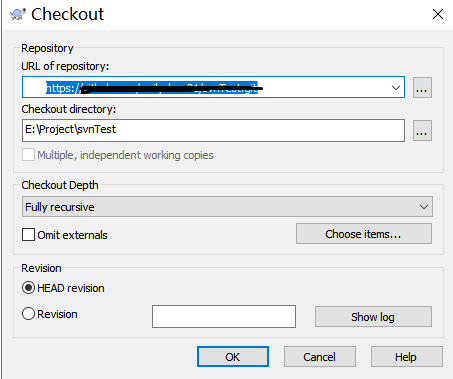 Checkout
Repository
URL of repository:
https://
Checkout directory:
E:\Project\svnTest
...
...
Multiple, independent working copies
Checkout Depth
Fully recursive
Omit externals
Choose items...
Revision
HEAD revision
Revision
Show log
OK
Cancel
Help